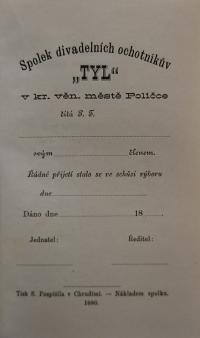 Spolek divadelních ochotníkův
„TYL“
v kr. věn. městě Poličce
čítá P. T.
svým členem.
Řádné přijetí stalo se ve schůzi výboru
dne
Dáno dne 18
Jednatel: Ředitel:
Tisk S. Pospíšila v Chrudimi. — Nákladem spolku.
1880.